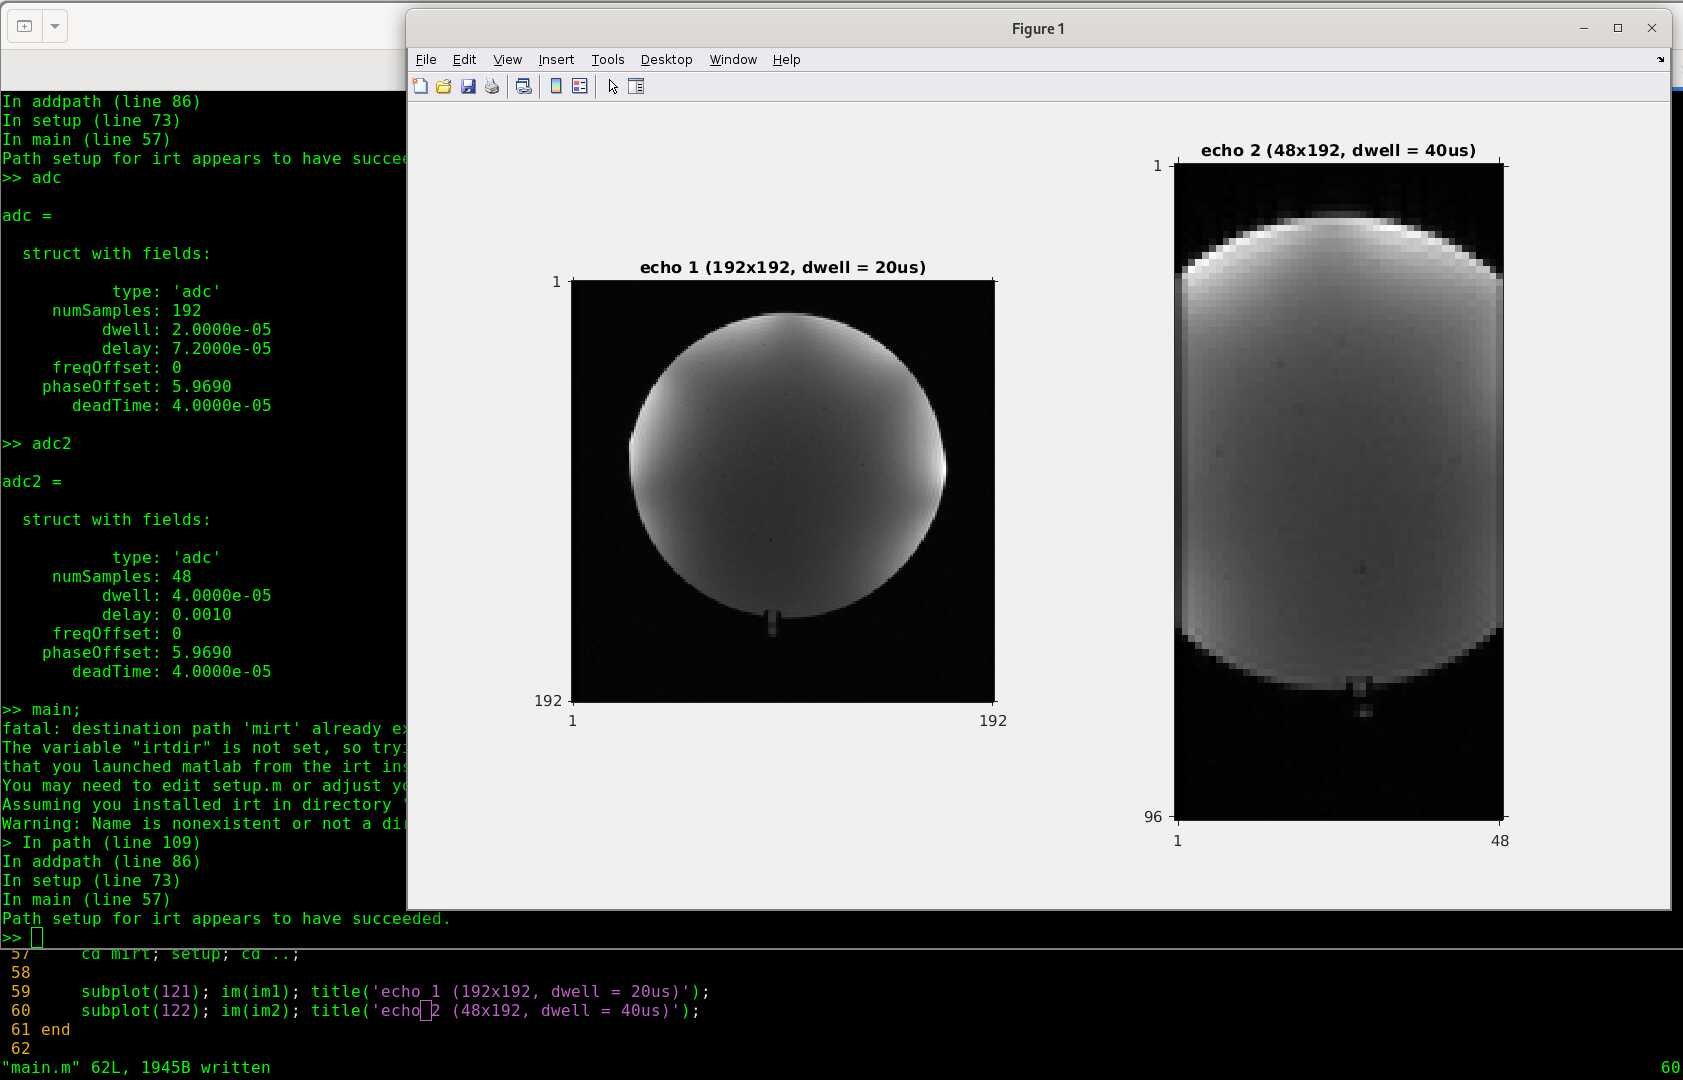 Figure 1
File Edit View Insert Tools Desktop Window Help
In addpath (line 86)
In setup (line 73)
In main (line 57)
Path setup for irt appears to have
>> adc
adc =
struct with fields:
type: 'adc'
numSamples: 192
dwell: 2.0000e-05
delay: 7.2000e-05
freqOffset: 0
phaseOffset: 5.9690
deadTime: 4.0000e-05
>> adc2
adc2 =
struct with fields:
type: 'adc'
numSamples: 48
dwell: 4.0000e-05
delay: 0.0010
freqOffset: 0
phaseOffset: 5.9690
deadTime: 4.0000e-05
>> main;
fatal: destination path 'mirt' already
The variable "irtdir" is not set, so
that you launched matlab from the irt
You may need to edit setup.m or adjust
Assuming you installed irt in directory
Warning: Name is nonexistent or not a
> In path (line 109)
In addpath (line 86)
In setup (line 73)
In main (line 57)
Path setup for irt appears to have succeeded.
>>
echo 1 (192x192, dwell = 20us)
1
192
1
192
echo 2 (48x192, dwell = 40us)
1
96
1
48
57 cd mirt; setup; cd ..;
58
59 subplot(121); im(im1); title('echo 1 (192x192, dwell = 20us)');
60 subplot(122); im(im2); title('echo 2 (48x192, dwell = 40us)');
61 end
62
"main.m" 62L, 1945B written
60